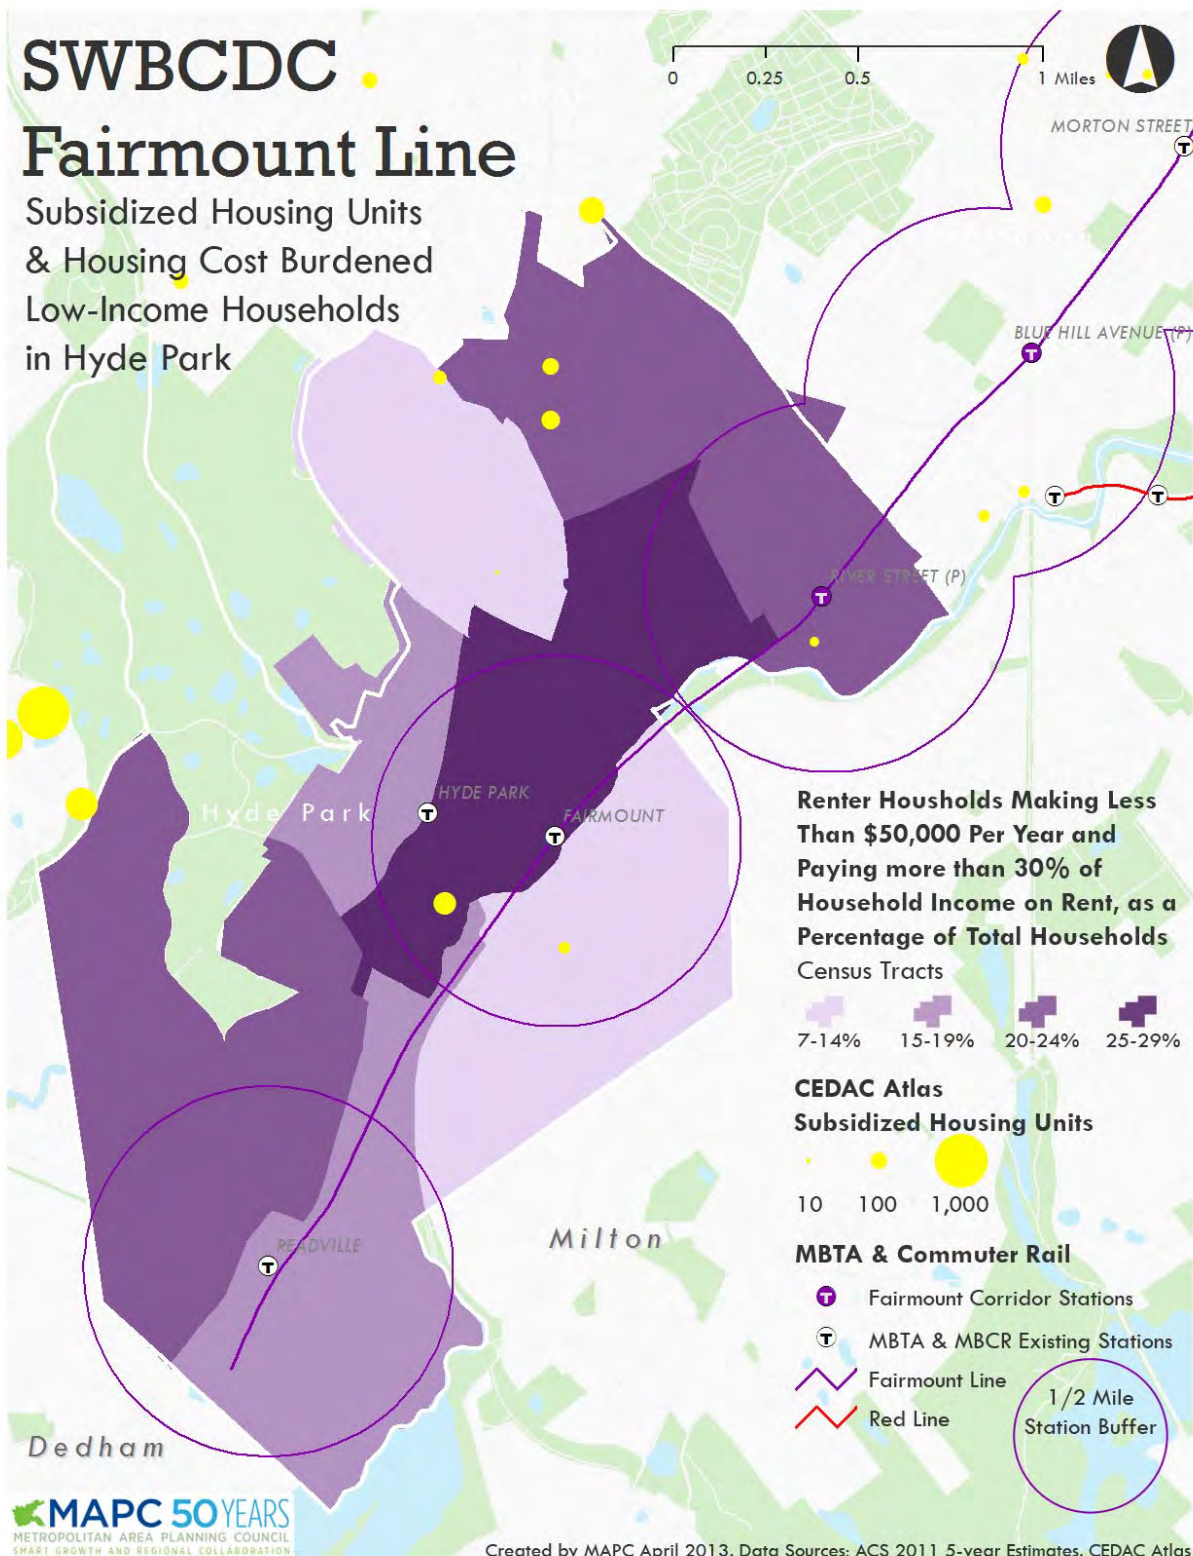 SWBCDC
Fairmount Line
Subsidized Housing Units
& Housing Cost Burdened
Low-Income Households
in Hyde Park
0 0.25 0.5 1 Miles
MORTON STREET
BLUE HILL AVENUE (P)
RIVER STREET (P)
HYDE PARK
FAIRMOUNT
Hyde Park
READVILLE
Milton
Dedham
Renter Housholds Making Less
Than $50,000 Per Year and
Paying more than 30% of
Household Income on Rent, as a
Percentage of Total Households
Census Tracts
7-14% 15-19% 20-24% 25-29%
CEDAC Atlas
Subsidized Housing Units
10 100 1,000
MBTA & Commuter Rail
T Fairmount Corridor Stations
T MBTA & MBCR Existing Stations
Fairmount Line
Red Line
1/2 Mile
Station Buffer
MAPC 50 YEARS
METROPOLITAN AREA PLANNING COUNCIL
SMART GROWTH AND REGIONAL COLLABORATION
Created by MAPC April 2013. Data Sources: ACS 2011 5-year Estimates. CEDAC Atlas